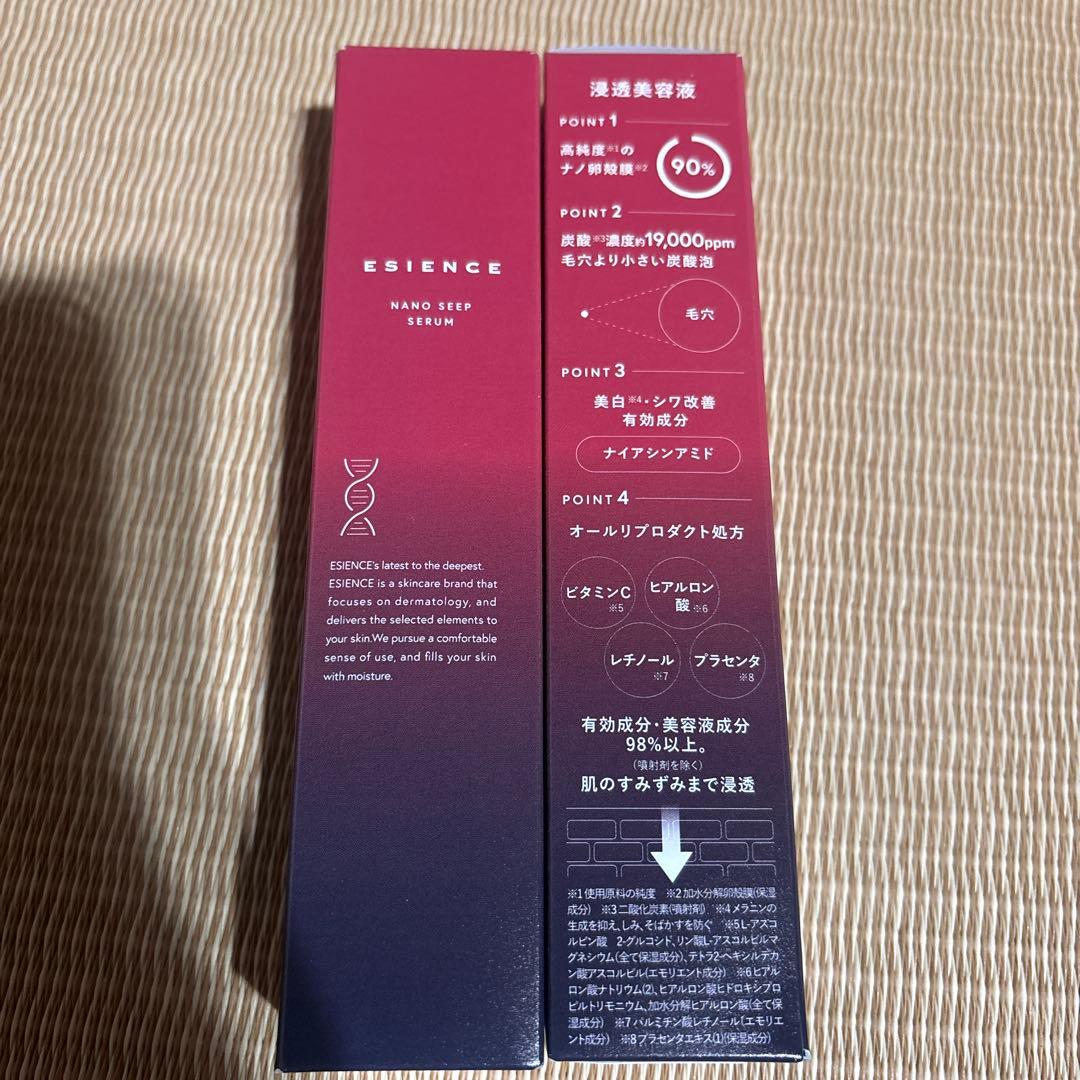 ESIENCE
NANO SEEP
SERUM
ESIENCE's latest to the deepest.
ESIENCE is a skincare brand that
focuses on dermatology, and
delivers the selected elements to
your skin.We pursue a comfortable
sense of use, and fills your skin
with moisture.
浸透美容液
POINT 1
高純度※1の
ナノ卵殻膜※2
90%
POINT 2
炭酸※3濃度約19,000ppm
毛穴より小さい炭酸泡
毛穴
POINT 3
美白※4・シワ改善
有効成分
ナイアシンアミド
POINT 4
オールリプロダクト処方
ビタミンC
※5
ヒアルロン
酸 ※6
レチノール
※7
プラセンタ
※8
有効成分・美容液成分
98%以上。
(噴射剤を除く)
肌のすみずみまで浸透
※1使用原料の純度 ※2加水分解卵殻膜(保湿
成分) ※3二酸化炭素(噴射剤) ※4メラニンの
生成を抑え、しみ、そばかすを防ぐ ※5L-アスコ
ルビン酸 2-グルコシド、リン酸L-アスコルビルマ
グネシウム(全て保湿成分)、テトラ2-ヘキシルデカ
ン酸アスコルビル(エモリエント成分) ※6ヒアル
ロン酸ナトリウム(2)、ヒアルロン酸ヒドロキシプロ
ピルトリモニウム、加水分解ヒアルロン酸(全て保
湿成分) ※7パルミチン酸レチノール(エモリエ
ント成分) ※8プラセンタエキス(1)(保湿成分)